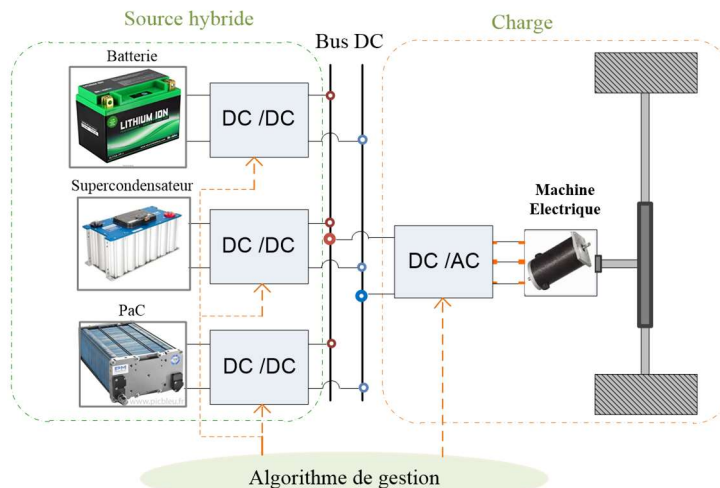 Source hybride
Charge
Bus DC
Batterie
LITHIUM ION
DC /DC
Supercondensateur
DC /DC
Machine
Electrique
DC /AC
PaC
DC /DC
www.picbleu.fr
Algorithme de gestion